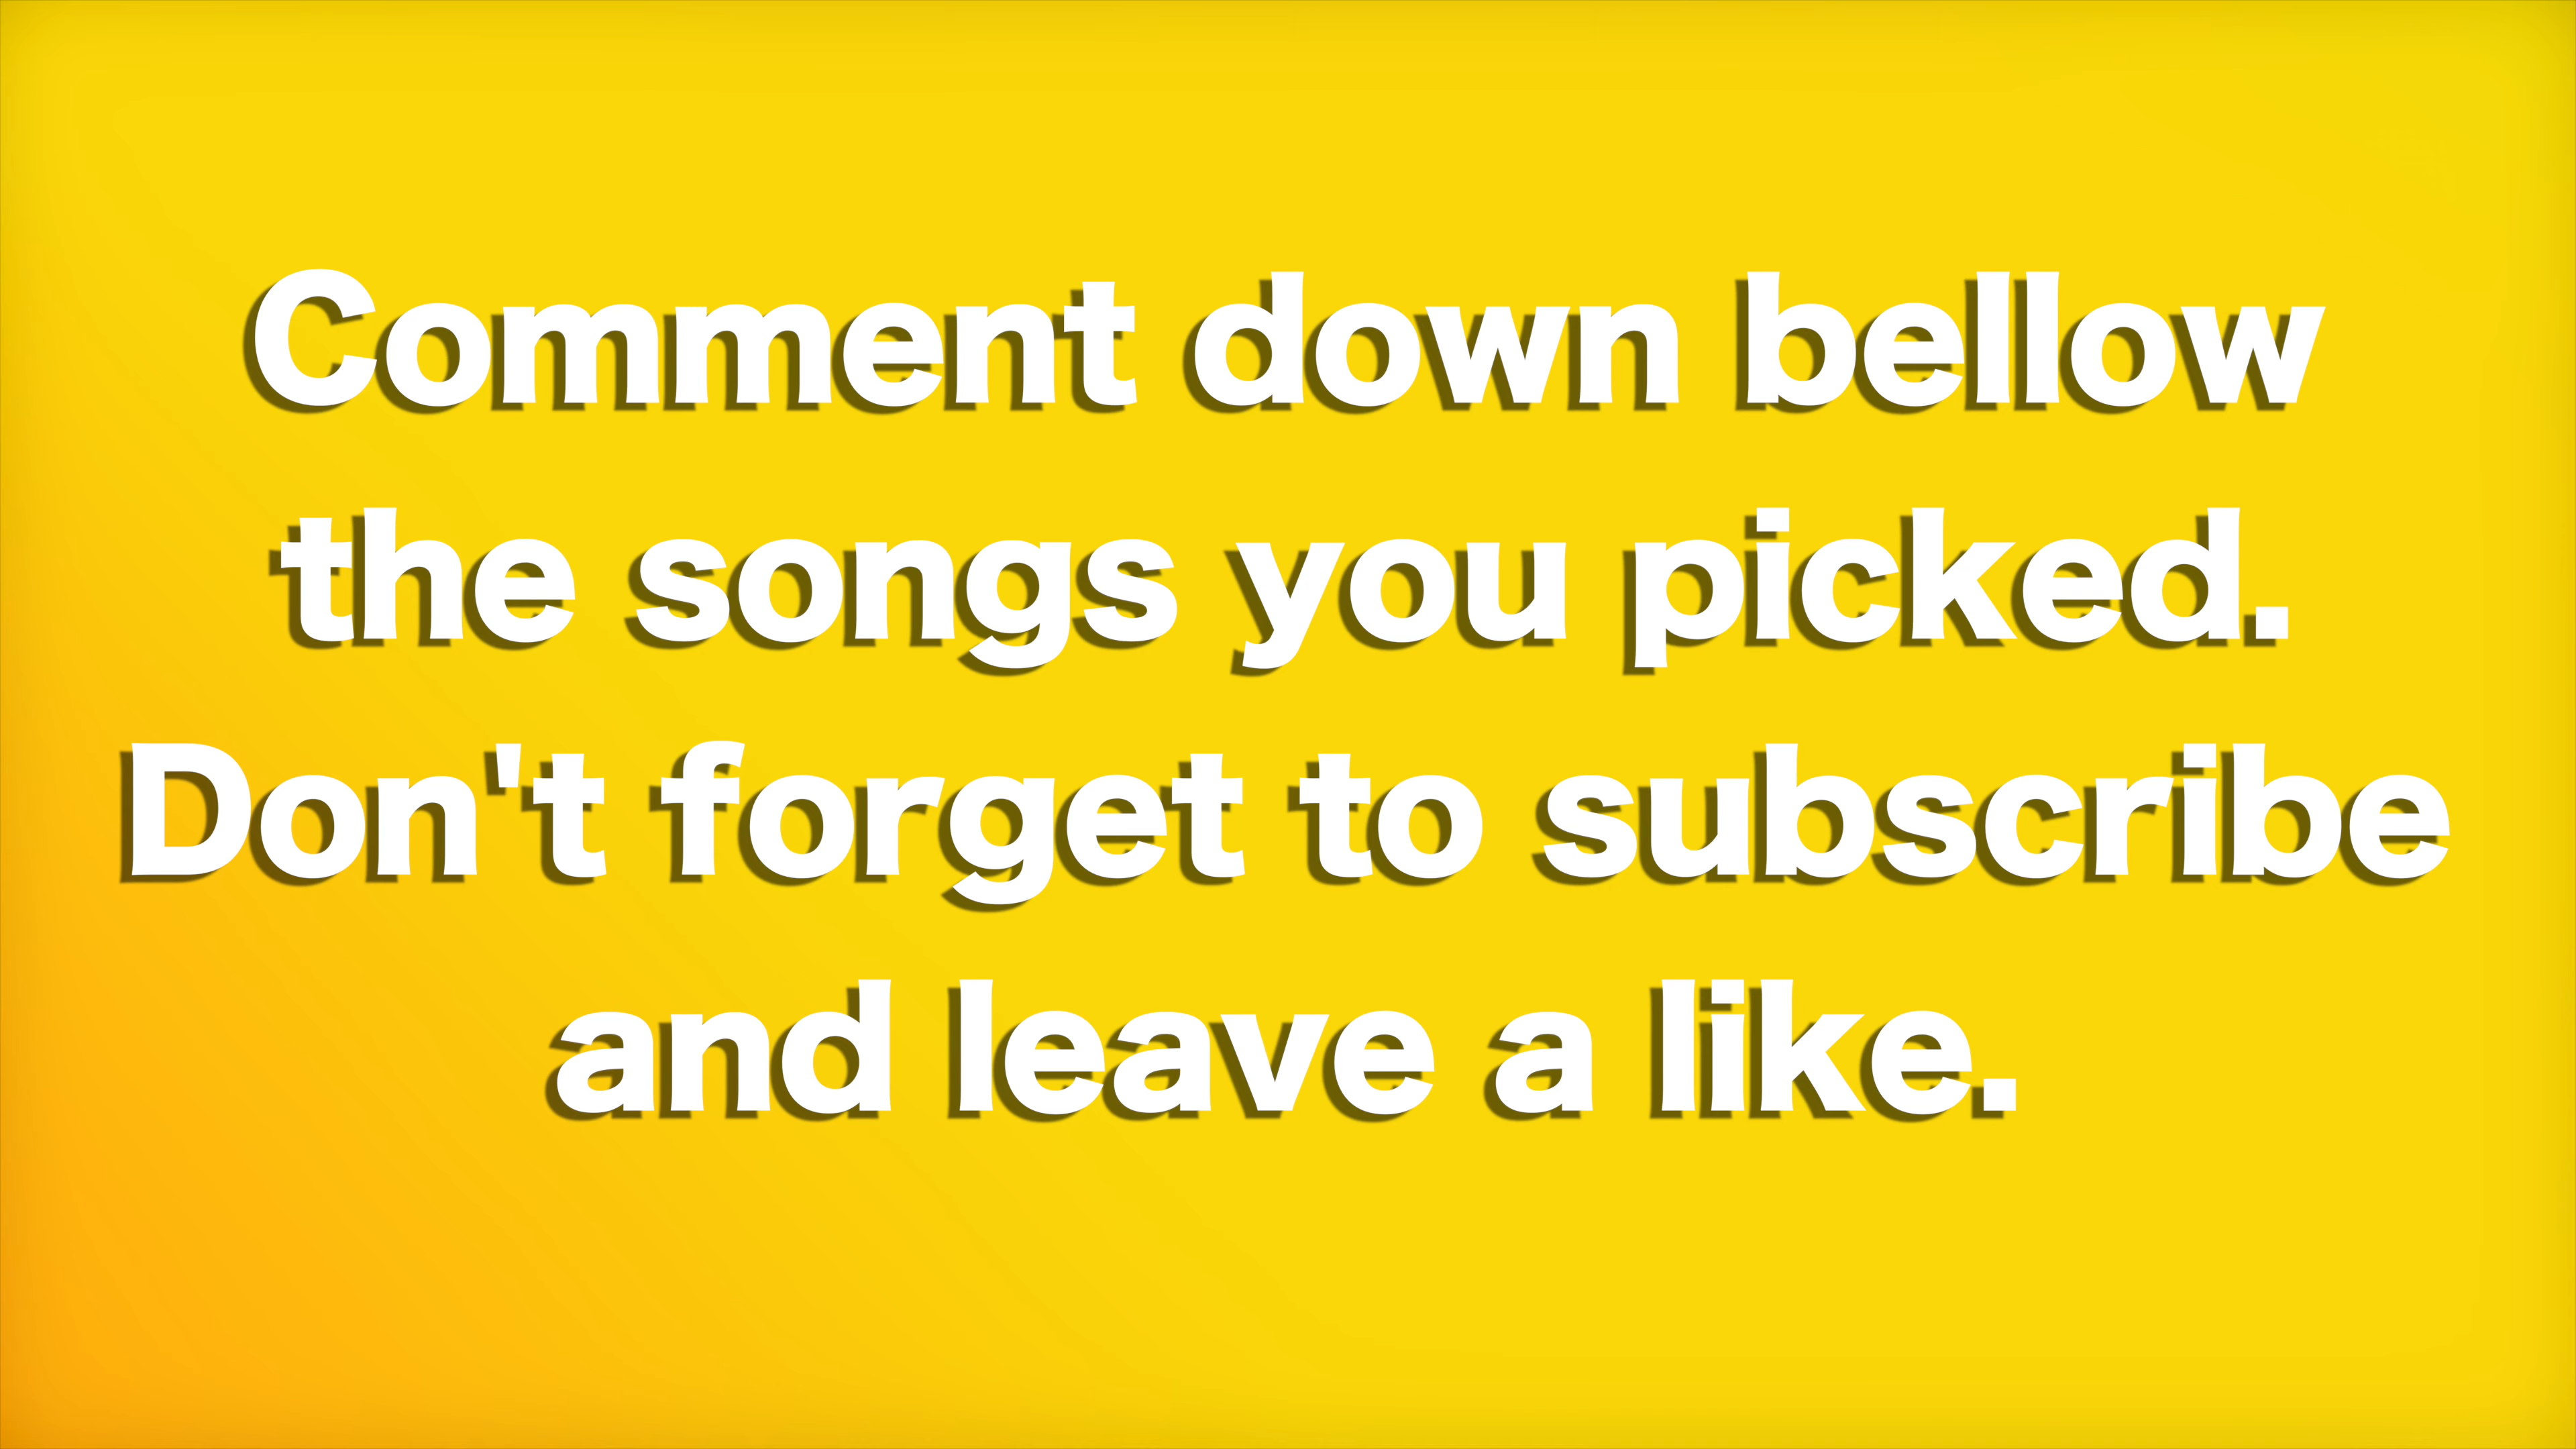 Comment down bellow
the songs you picked.
Don't forget to subscribe
and leave a like.